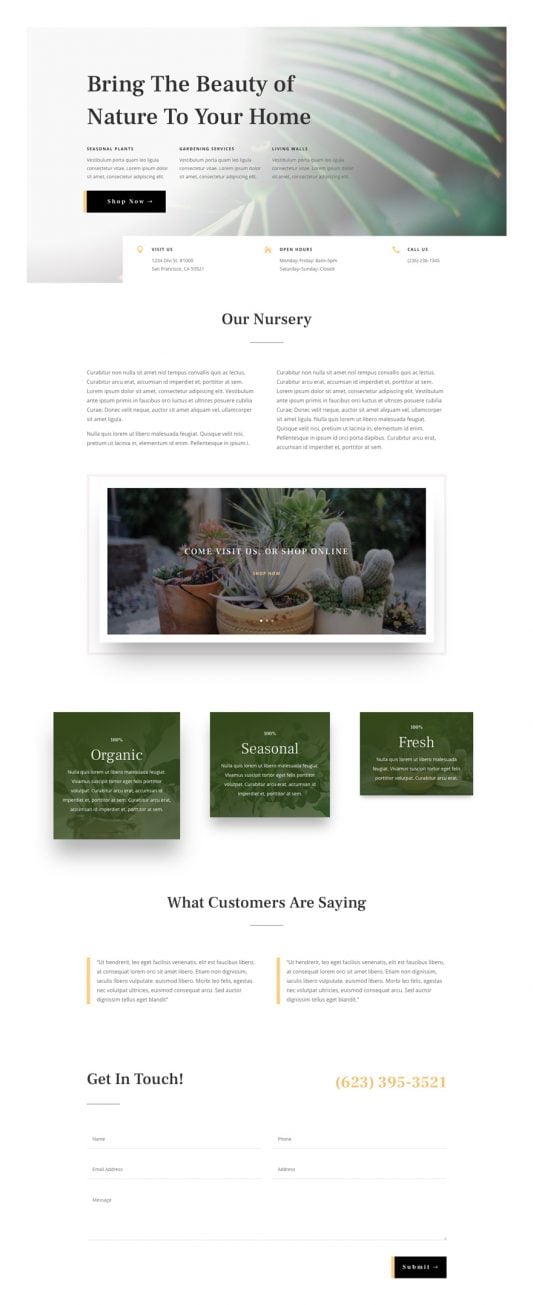 Bring The Beauty of
Nature To Your Home
SEASONAL PLANTS
Vestibulum porta quam leo ligula
consectetur vitae. Lorem ipsum dolor
sit amet, consectetur adipiscing elit.
GARDENING SERVICES
Vestibulum porta quam leo ligula
consectetur vitae. Lorem ipsum dolor
sit amet, consectetur adipiscing elit.
LIVING WALLS
Vestibulum porta quam leo ligula
consectetur vitae. Lorem ipsum dolor
sit amet, consectetur adipiscing elit.
Shop Now →
VISIT US
1234 Divi St. #1000
San Francisco, CA 93521
OPEN HOURS
Monday-Friday: 8am-5pm
Saturday-Sunday: Closed
CALL US
(236)-236-1345
Our Nursery
Curabitur non nulla sit amet nisl tempus convallis quis ac lectus.
Curabitur arcu erat, accumsan id imperdiet et, porttitor at sem.
Lorem ipsum dolor sit amet, consectetur adipiscing elit. Vestibulum
ante ipsum primis in faucibus orci luctus et ultrices posuere cubilia
Curae; Donec velit neque, auctor sit amet aliquam vel, ullamcorper
sit amet ligula.
Nulla quis lorem ut libero malesuada feugiat. Quisque velit nisi,
pretium ut lacinia in, elementum id enim. Pellentesque in ipsum i.
Curabitur non nulla sit amet nisl tempus convallis quis ac lectus.
Curabitur arcu erat, accumsan id imperdiet et, porttitor at sem.
Lorem ipsum dolor sit amet, consectetur adipiscing elit. Vestibulum
ante ipsum primis in faucibus orci luctus et ultrices posuere cubilia
Curae; Donec velit neque, auctor sit amet aliquam vel, ullamcorper
sit amet ligula. Nulla quis lorem ut libero malesuada feugiat.
Quisque velit nisi, pretium ut lacinia in, elementum id enim.
Pellentesque in ipsum id orci porta dapibus. Curabitur arcu erat,
accumsan id imperdiet et, porttitor at sem.
COME VISIT US, OR SHOP ONLINE
SHOP NOW
100%
Organic
Nulla quis lorem ut libero malesuada feugiat.
Vivamus suscipit tortor eget felis porttitor
volutpat. Curabitur arcu erat, accumsan id
imperdiet et, porttitor at sem. Curabitur arcu erat,
accumsan id imperdiet et, porttitor at sem.
100%
Seasonal
Nulla quis lorem ut libero malesuada feugiat.
Vivamus suscipit tortor eget felis porttitor
volutpat. Curabitur arcu erat, accumsan id
imperdiet et, porttitor at sem.
100%
Fresh
Nulla quis lorem ut libero malesuada
feugiat. Vivamus suscipit tortor eget felis
porttitor volutpat. Curabitur arcu erat.
What Customers Are Saying
"Ut hendrerit, leo eget facilisis venenatis, elit est faucibus libero,
at consequat lorem orci sit amet libero. Etiam non dignissim,
iaculis libero vulputate, euismod libero. Morbi leo felis, egestas
nec volutpat ultricies, euismod consequat arcu. Sed auctor
dignissim tellus eget blandit"
"Ut hendrerit, leo eget facilisis venenatis, elit est faucibus libero,
at consequat lorem orci sit amet libero. Etiam non dignissim,
iaculis libero vulputate, euismod libero. Morbi leo felis, egestas
nec volutpat ultricies, euismod consequat arcu. Sed auctor
dignissim tellus eget blandit."
Get In Touch!
(623) 395-3521
Name
Phone
Email Address
Address
Message
Submit →